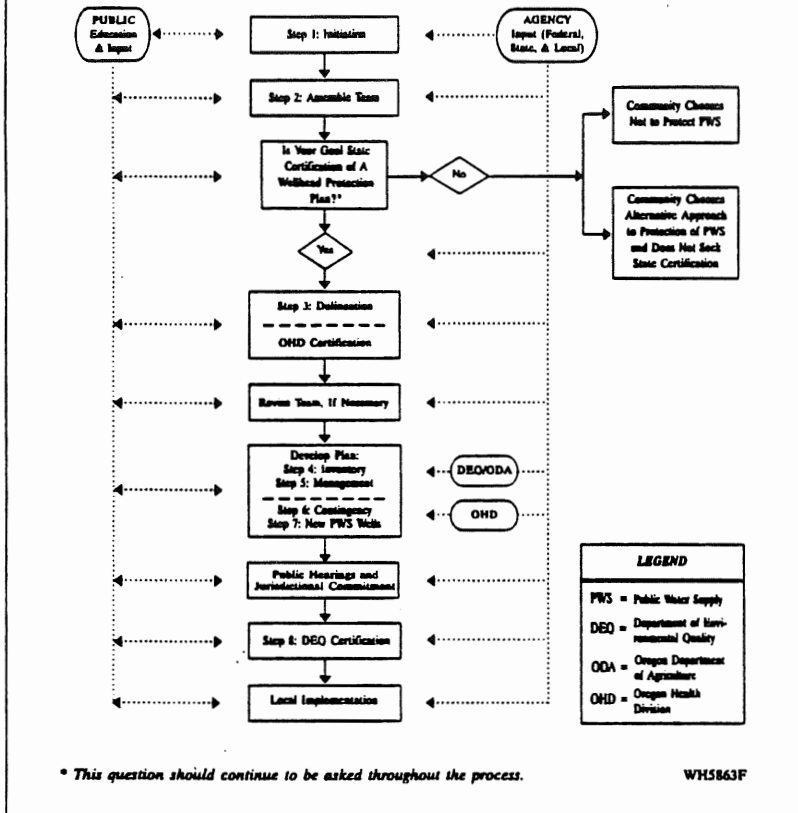 PUBLIC
Education
& Input
AGENCY
Input (Federal,
State, & Local)
Step 1: Initiation
Step 2: Assemble Team
Is Your Goal State
Certification of A
Wellhead Protection
Plan?*
No
Community Chooses
Not to Protect PWS
Community Chooses
Alternative Approach
to Protection of PWS
and Does Not Seek
State Certification
Yes
Step 3: Delineation
OHD Certification
Revise Team, If Necessary
Develop Plan:
Step 4: Inventory
Step 5: Management
Step 6: Contingency
Step 7: New PWS Wells
DEQ/ODA
OHD
Public Hearings and
Jurisdictional Commitment
Step 8: DEQ Certification
Local Implementation
LEGEND
PWS = Public Water Supply
DEQ = Department of Envi-
ronmental Quality
ODA = Oregon Department
of Agriculture
OHD = Oregon Health
Division
* This question should continue to be asked throughout the process.
WH5863F